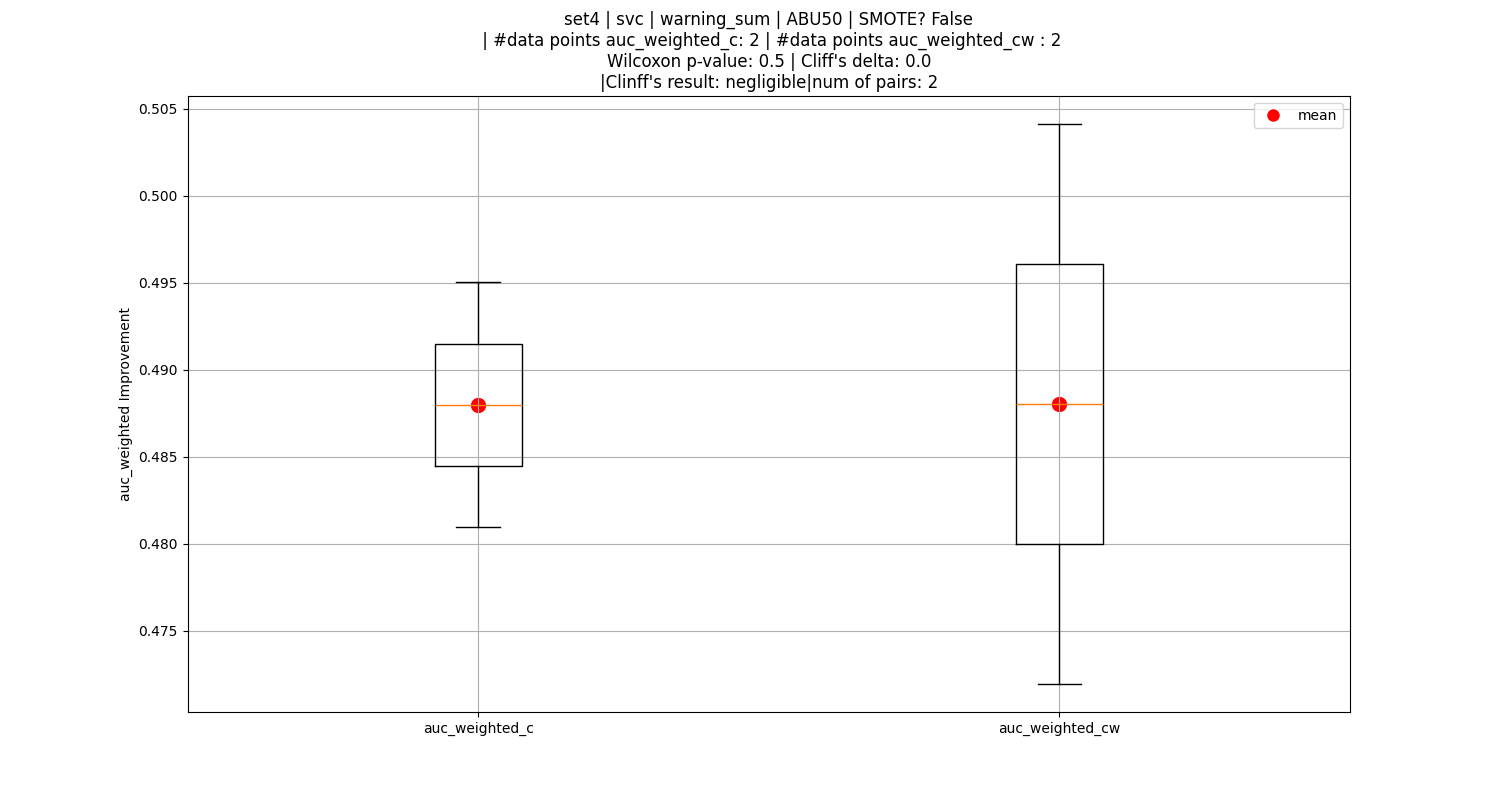 set4 | svc | warning_sum | ABU50 | SMOTE? False
| #data points auc_weighted_c: 2 | #data points auc_weighted_cw : 2
Wilcoxon p-value: 0.5 | Cliff's delta: 0.0
|Clinff's result: negligible|num of pairs: 2
mean
0.505
0.500
0.495
0.490
0.485
0.480
0.475
auc_weighted Improvement
auc_weighted_c
auc_weighted_cw